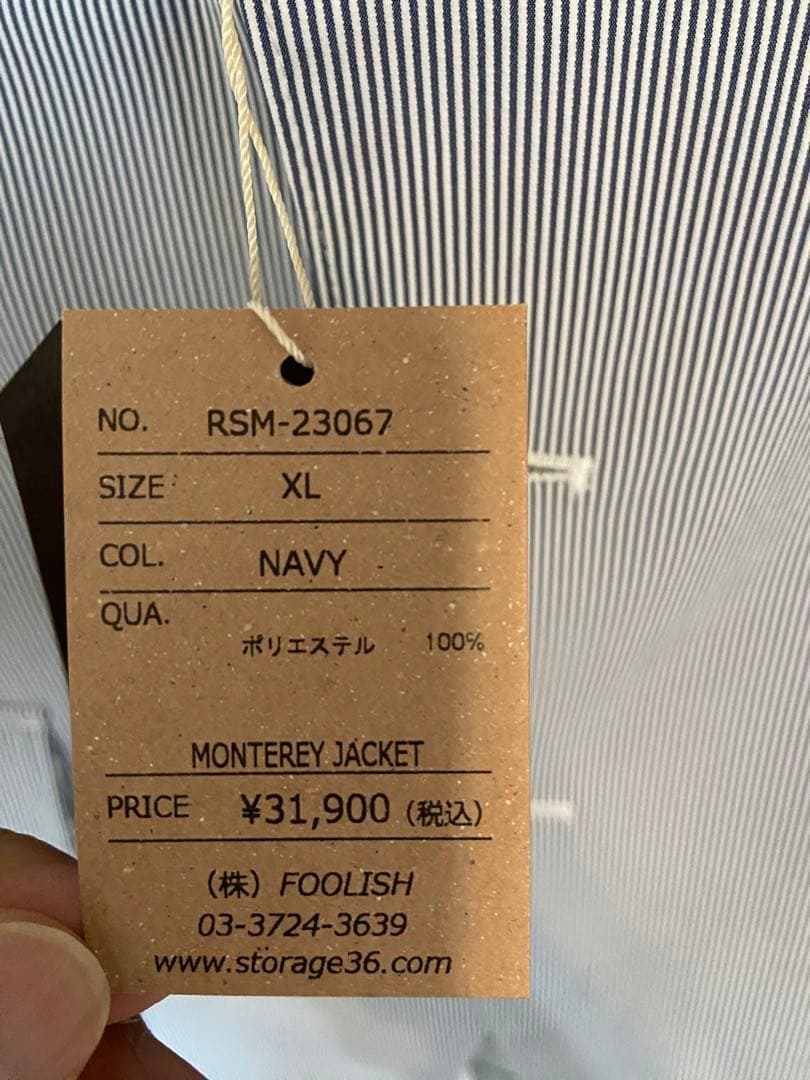 NO. RSM-23067
SIZE XL
COL. NAVY
QUA.
ポリエステル 100%
MONTEREY JACKET
PRICE ¥31,900 (税込)
（株）FOOLISH
03-3724-3639
www.storage36.com